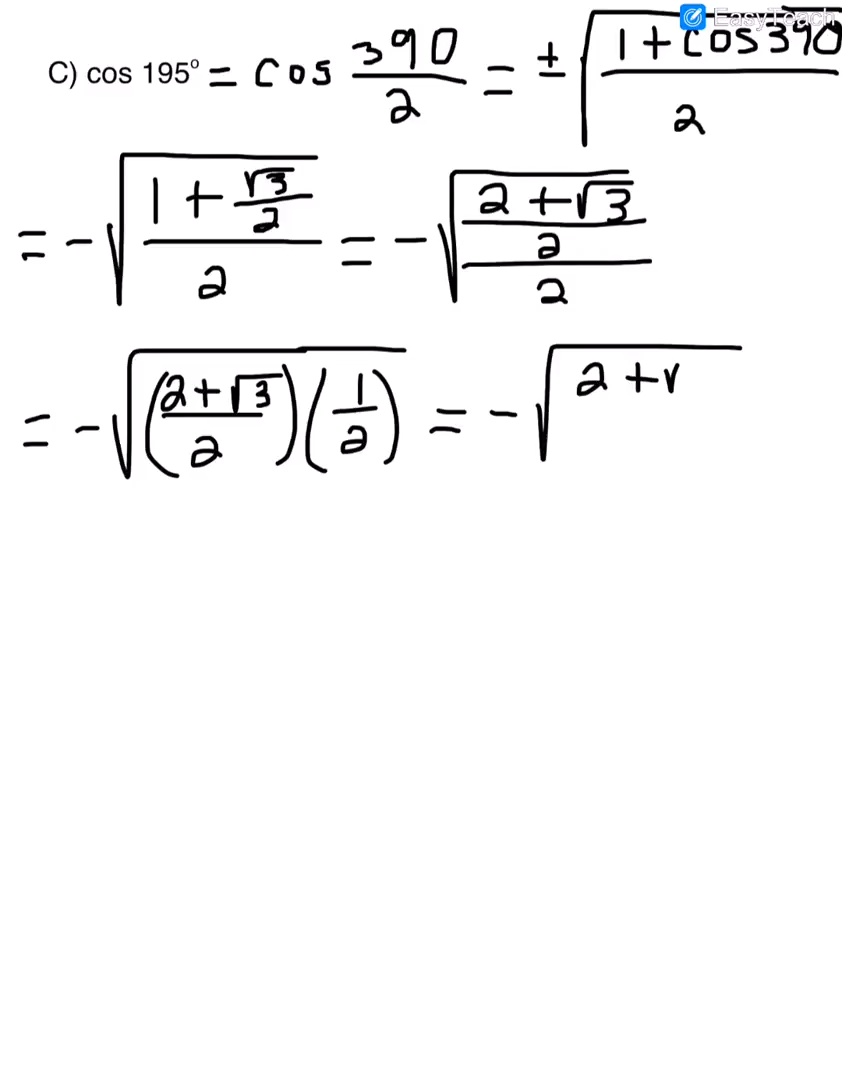 EasyTeach
C) cos 195° = cos 390/2 = ±√((1 + cos 390)/2)
= -√((1 + √3/2)/2) = -√(((2 + √3)/2)/2)
= -√(((2 + √3)/2)(1/2)) = -√(2 + √